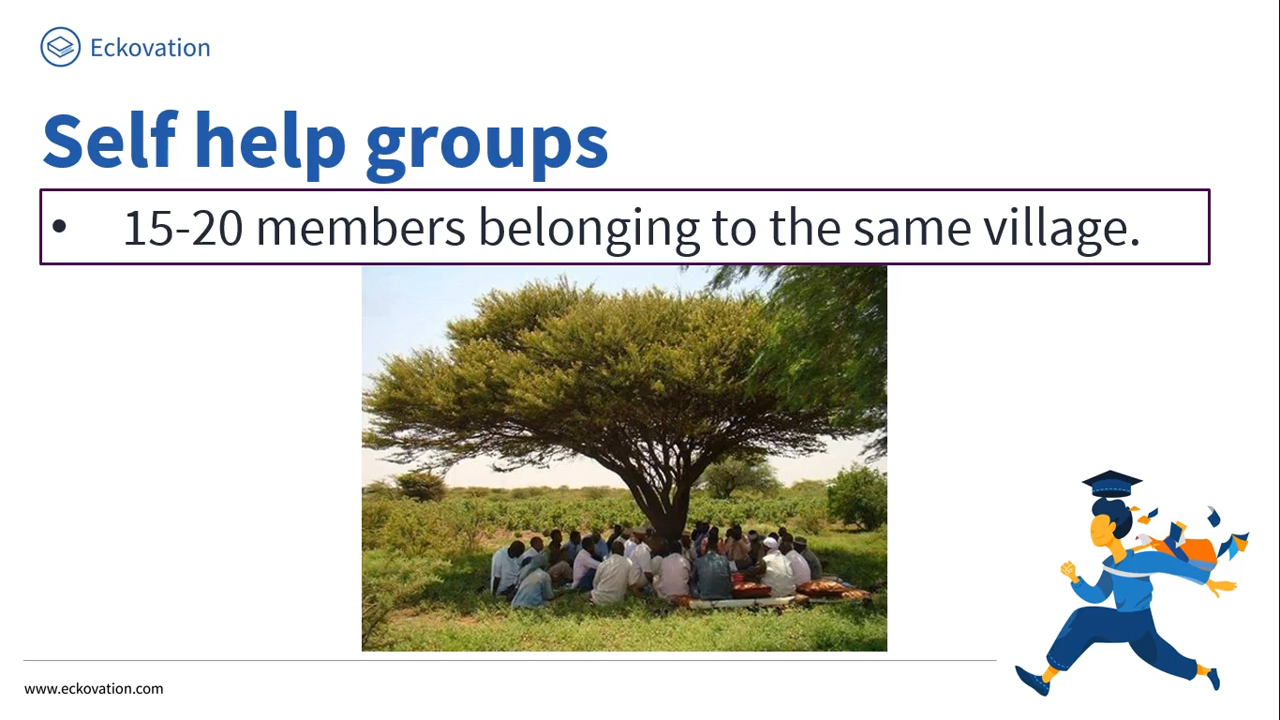 Eckovation
Self help groups
• 15-20 members belonging to the same village.
www.eckovation.com